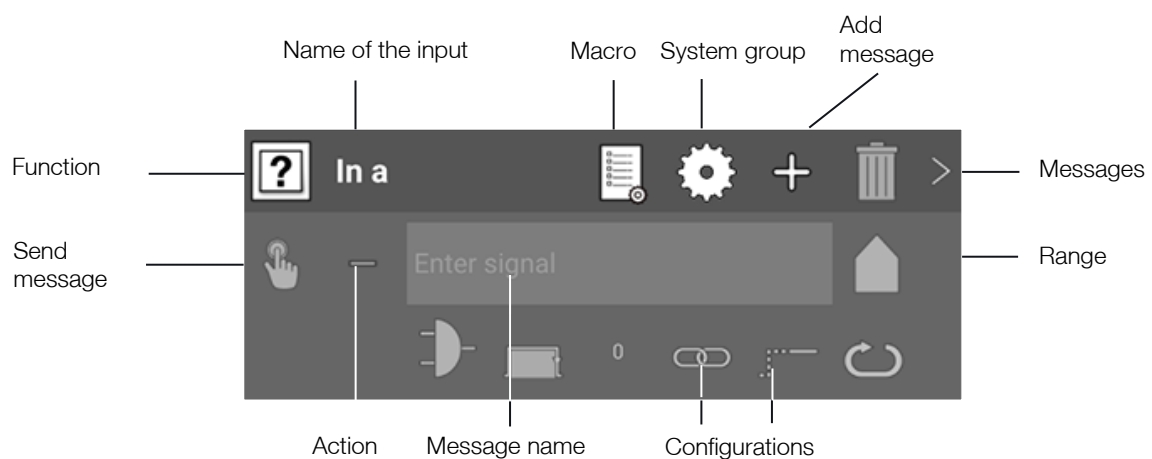 Add
message
Name of the input
Macro
System group
Function
?
In a
Messages
Send
message
Enter signal
Range
0
Action
Message name
Configurations